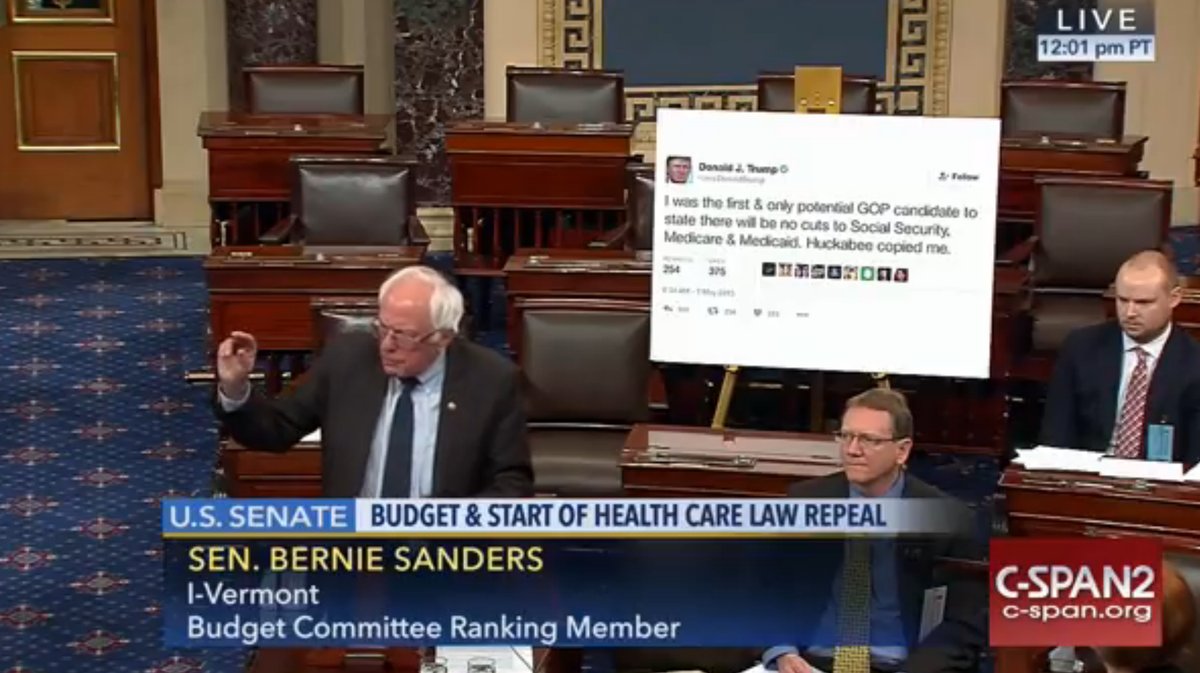 LIVE
12:01 pm PT
Donald J. Trump
Follow
I was the first & only potential GOP candidate to
state there will be no cuts to Social Security,
Medicare & Medicaid. Huckabee copied me.
254 375
U.S. SENATE BUDGET & START OF HEALTH CARE LAW REPEAL
SEN. BERNIE SANDERS
I-Vermont
Budget Committee Ranking Member
C-SPAN2
c-span.org